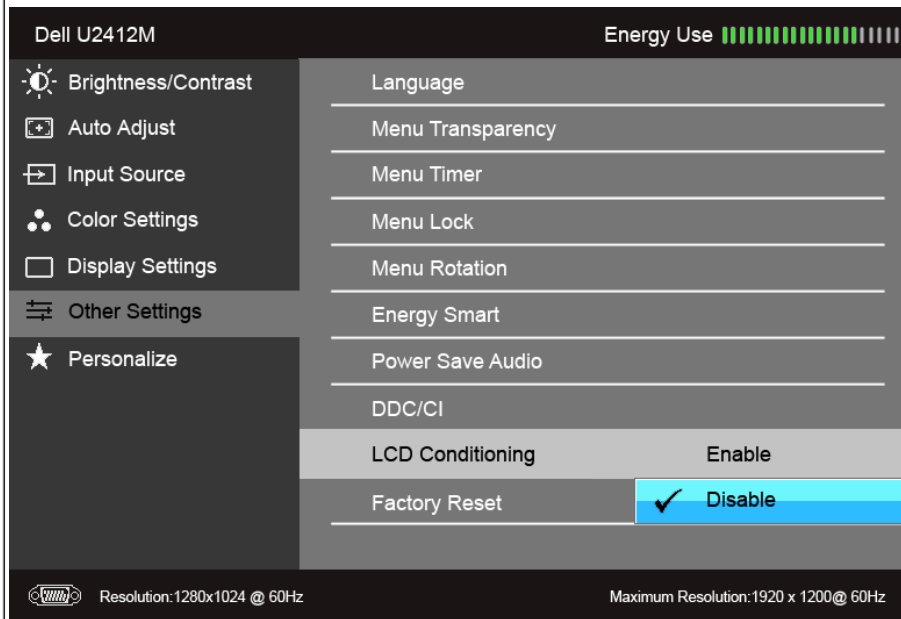 Dell U2412M
Energy Use
Brightness/Contrast
Auto Adjust
Input Source
Color Settings
Display Settings
Other Settings
Personalize
Language
Menu Transparency
Menu Timer
Menu Lock
Menu Rotation
Energy Smart
Power Save Audio
DDC/CI
LCD Conditioning
Enable
Factory Reset
Disable
Resolution:1280x1024 @ 60Hz
Maximum Resolution:1920 x 1200@ 60Hz